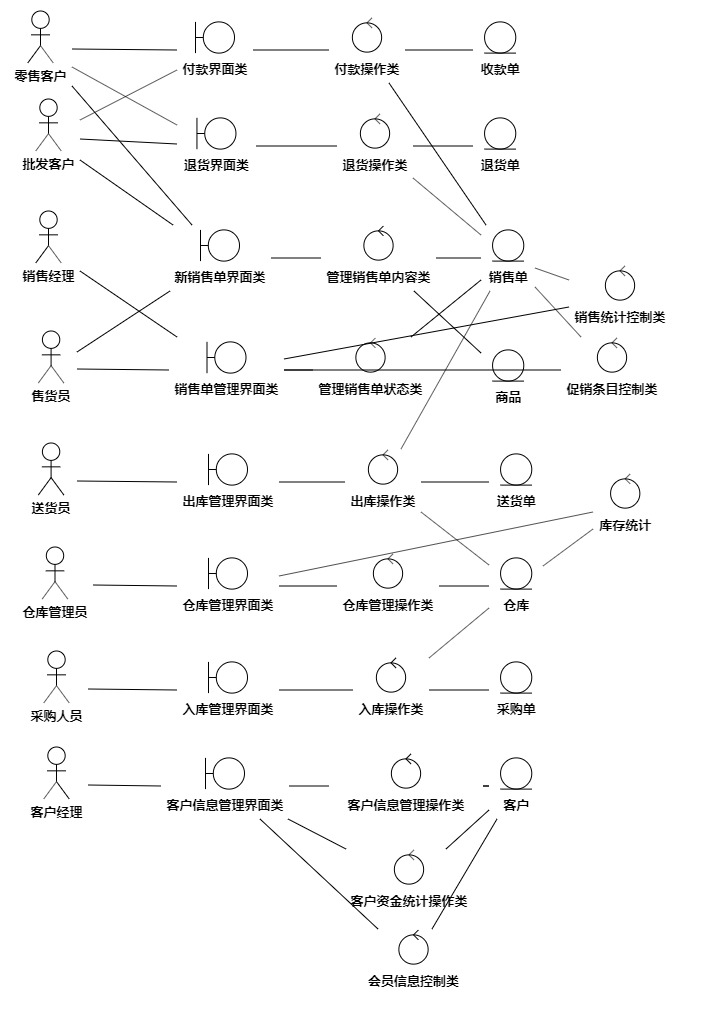 零售客户
付款界面类
付款操作类
收款单
批发客户
退货界面类
退货操作类
退货单
销售经理
新销售单界面类
管理销售单内容类
销售单
销售统计控制类
售货员
销售单管理界面类
管理销售单状态类
商品
促销条目控制类
送货员
出库管理界面类
出库操作类
送货单
库存统计
仓库管理员
仓库管理界面类
仓库管理操作类
仓库
采购人员
入库管理界面类
入库操作类
采购单
客户经理
客户信息管理界面类
客户信息管理操作类
客户
客户资金统计操作类
会员信息控制类